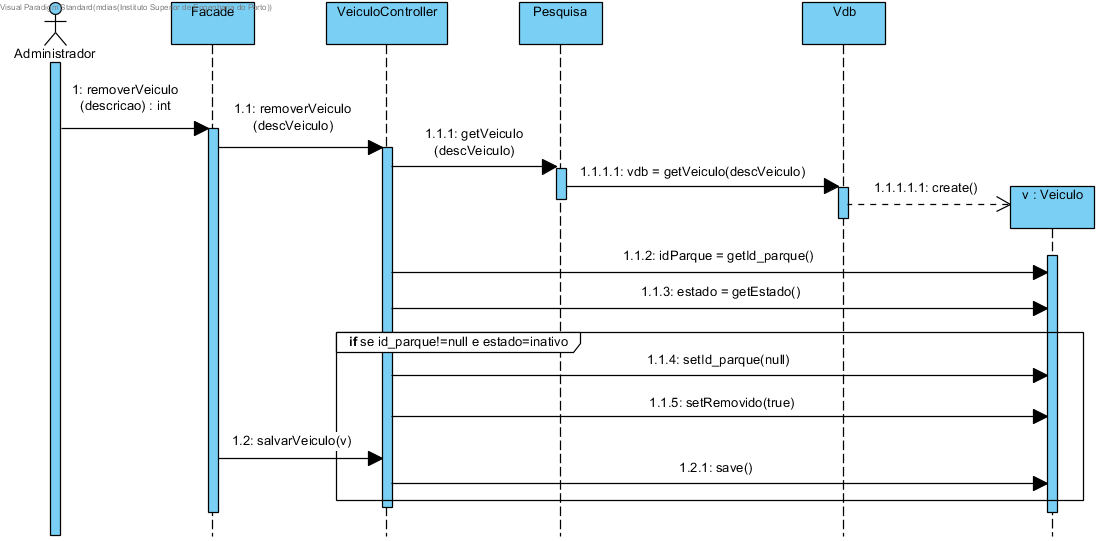 Visual Paradigm Standard(mdias(Instituto Superior de Engenharia do Porto))
Facade
VeiculoController
Pesquisa
Vdb
Administrador
1: removerVeiculo
(descricao) : int
1.1: removerVeiculo
(descVeiculo)
1.1.1: getVeiculo
(descVeiculo)
1.1.1.1: vdb = getVeiculo(descVeiculo)
1.1.1.1.1: create()
v : Veiculo
1.1.2: idParque = getId_parque()
1.1.3: estado = getEstado()
if se id_parque!=null e estado=inativo
1.1.4: setId_parque(null)
1.1.5: setRemovido(true)
1.2: salvarVeiculo(v)
1.2.1: save()